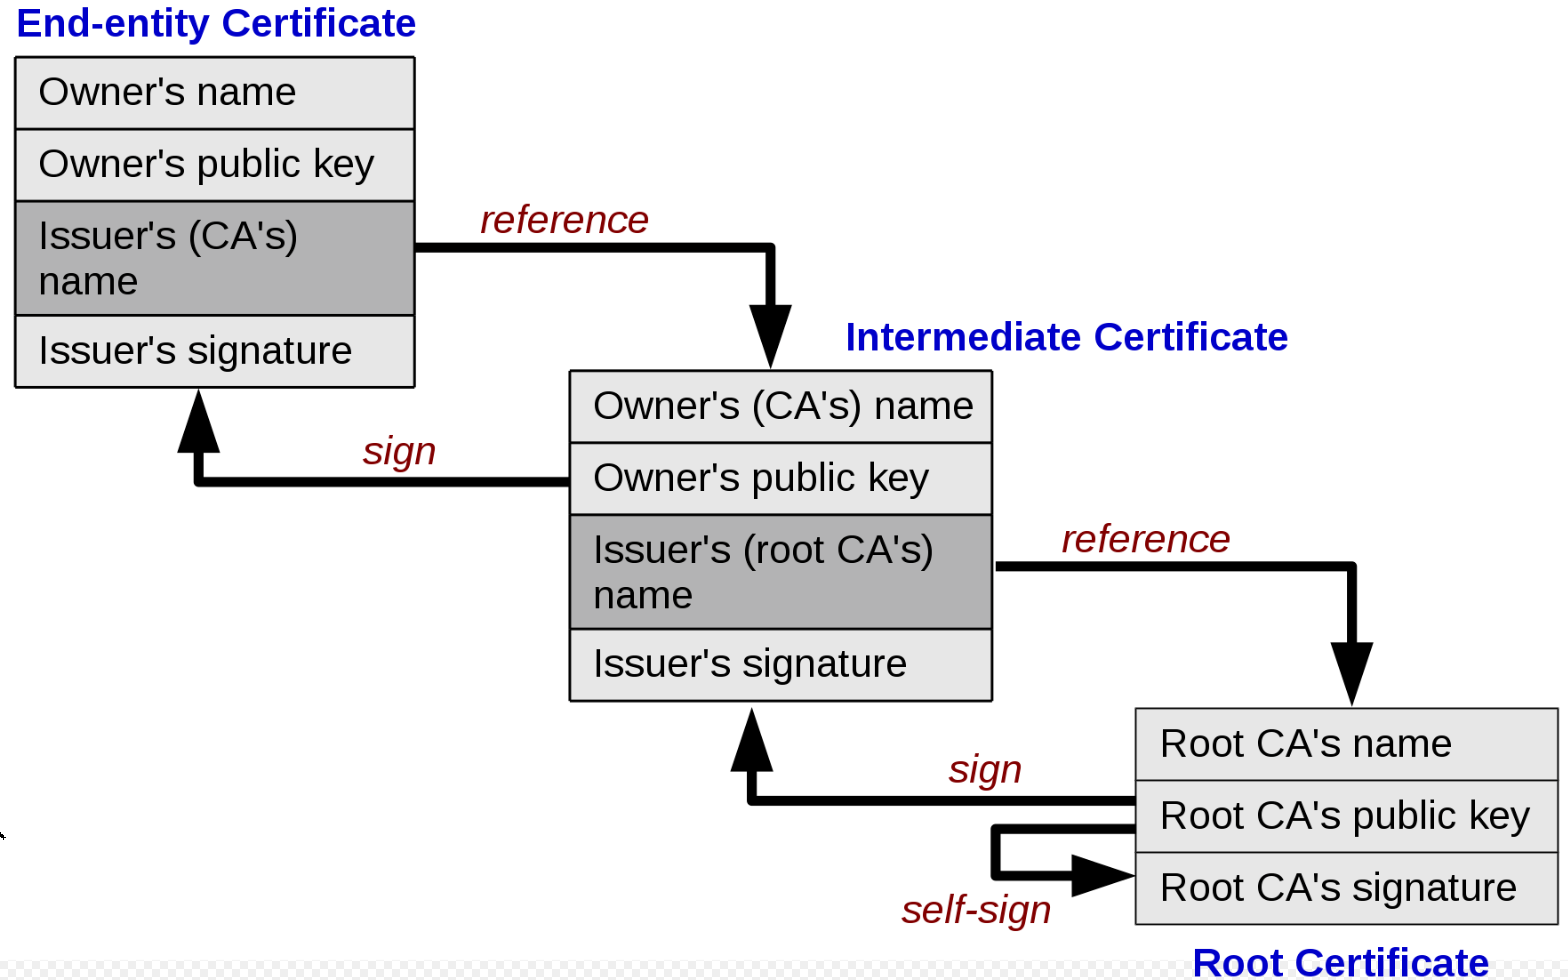 End-entity Certificate
Owner's name
Owner's public key
Issuer's (CA's)
name
Issuer's signature
reference
sign
Intermediate Certificate
Owner's (CA's) name
Owner's public key
Issuer's (root CA's)
name
Issuer's signature
reference
sign
self-sign
Root CA's name
Root CA's public key
Root CA's signature
Root Certificate